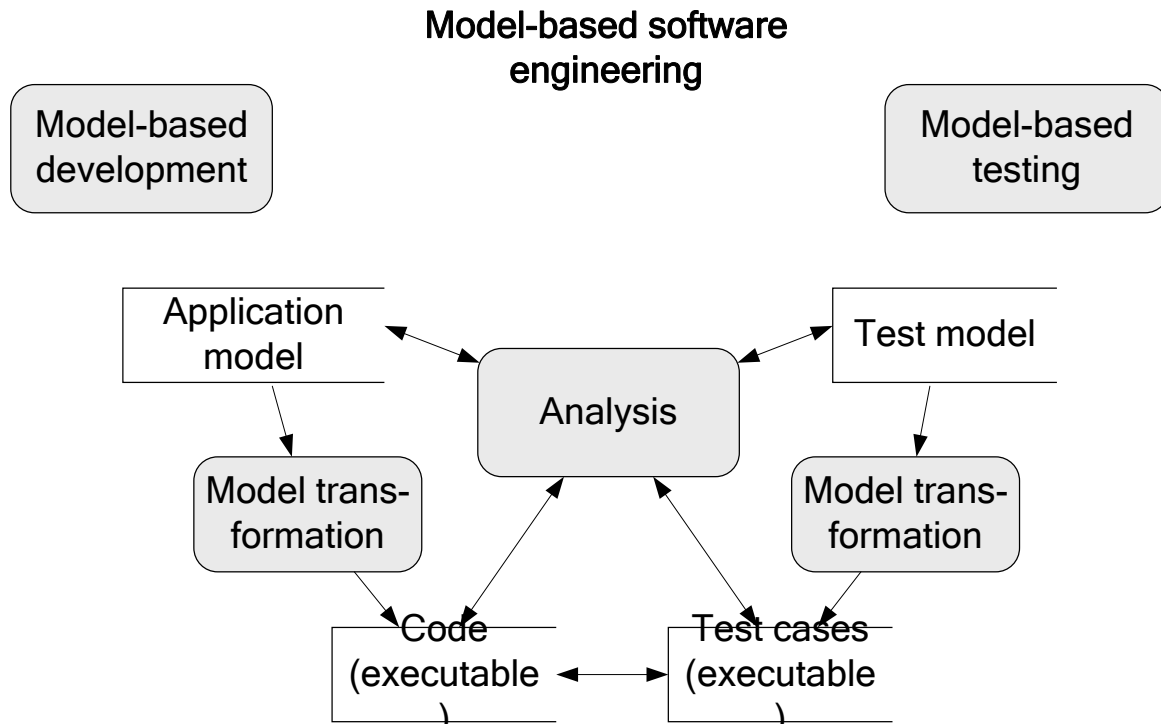 Model-based software
engineering
Model-based
development
Model-based
testing
Application
model
Test model
Analysis
Model trans-
formation
Model trans-
formation
Code
(executable
)
Test cases
(executable
)